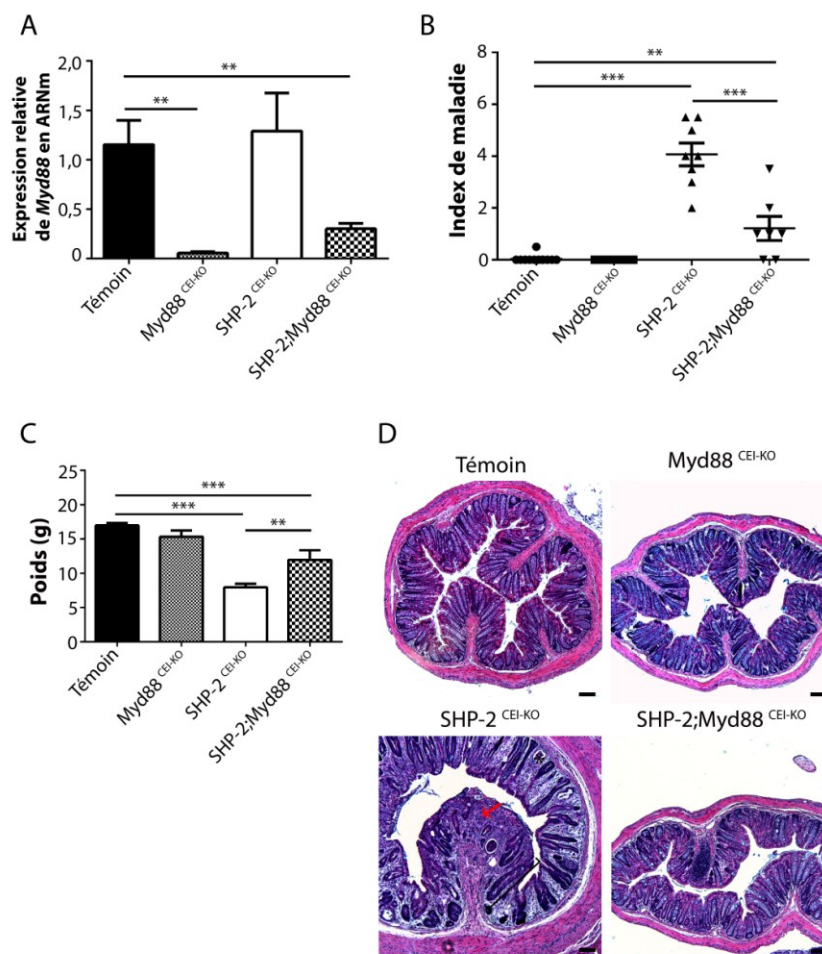 A
Expression relative
de Myd88 en ARNm
2,0
1,5
1,0
0,5
0
**
**
Témoin
Myd88 CEI-KO
SHP-2 CEI-KO
SHP-2;Myd88 CEI-KO
B
Index de maladie
8
6
4
2
0
**
***
***
Témoin
Myd88 CEI-KO
SHP-2 CEI-KO
SHP-2;Myd88 CEI-KO
C
Poids (g)
25
20
15
10
5
0
***
***
**
Témoin
Myd88 CEI-KO
SHP-2 CEI-KO
SHP-2;Myd88 CEI-KO
D
Témoin
Myd88 CEI-KO
SHP-2 CEI-KO
SHP-2;Myd88 CEI-KO